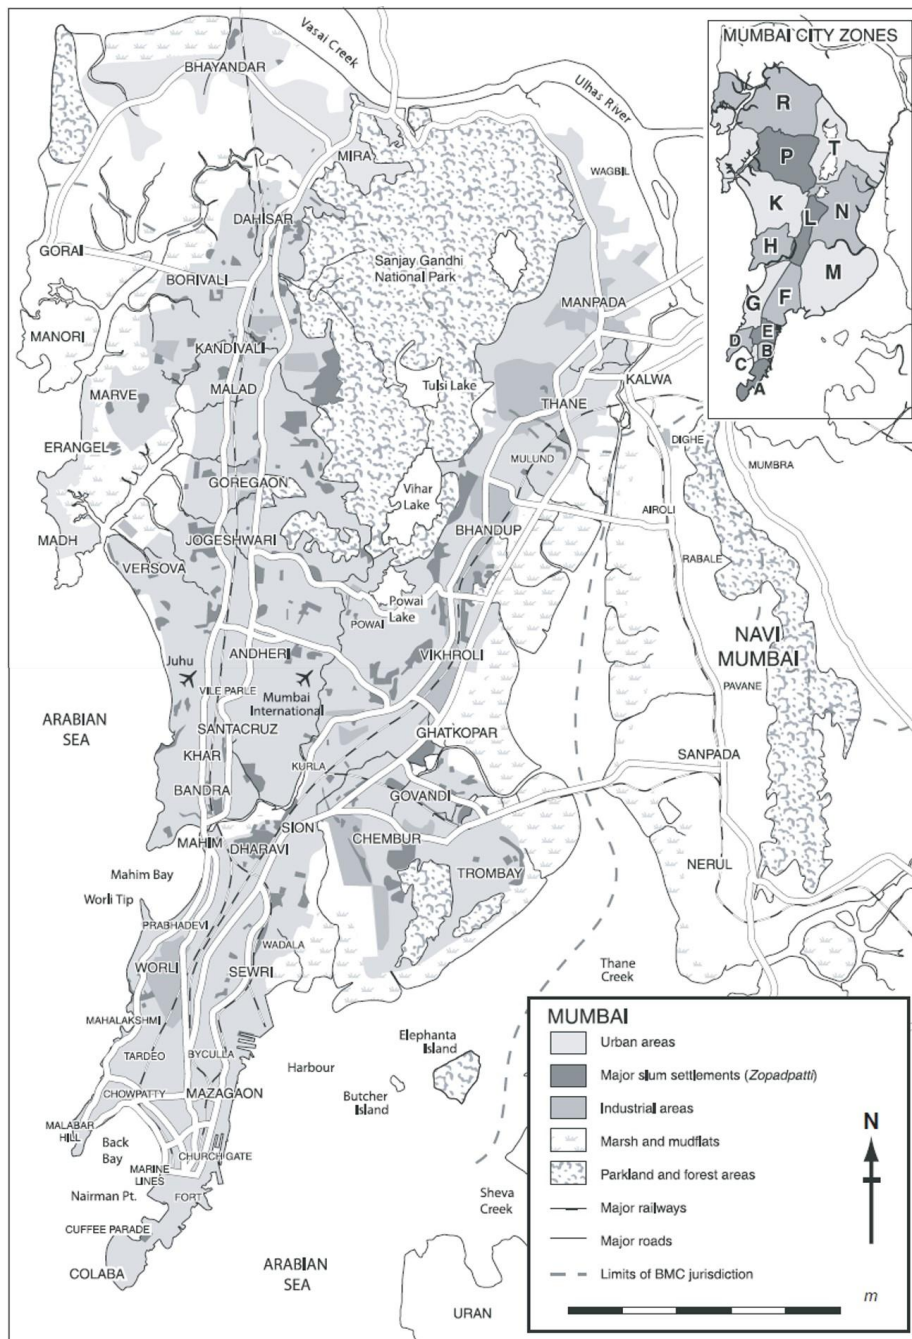 Vasai Creek
BHAYANDAR
Ulhas River
MIRA
WAGBIL
DAHISAR
GORAI
Sanjay Gandhi
National Park
BORIVALI
MANPADA
MANORI
KANDIVALI
KALWA
MALAD
Tulsi Lake
MARVE
THANE
ERANGEL
DIGHE
MULUND
MUMBRA
GOREGAON
Vihar
Lake
AIROLI
BHANDUP
MADH
JOGESHWARI
VERSOVA
RABALE
Powai
Lake
POWAI
NAVI
MUMBAI
ANDHERI
VIKHROLI
Juhu
PAVANE
VILE PARLE
Mumbai
International
ARABIAN
SEA
SANTACRUZ
GHATKOPAR
KHAR
SANPADA
KURLA
BANDRA
GOVANDI
SION
MAHIM
DHARAVI
CHEMBUR
NERUL
Mahim Bay
TROMBAY
Worli Tip
PRABHADEVI
WADALA
WORLI
SEWRI
Thane
Creek
MAHALAKSHMI
Elephanta
Island
TARDEO
BYCULLA
Harbour
CHOWPATTY
MAZAGAON
Butcher
Island
MALABAR
HILL
Back
Bay
CHURCH GATE
MARINE
LINES
Nairman Pt.
FORT
Sheva
Creek
CUFFEE PARADE
ARABIAN
SEA
COLABA
URAN
MUMBAI CITY ZONES
R
T
P
K
N
L
H
M
G
F
E
D
B
C
A
MUMBAI
Urban areas
Major slum settlements (Zopadpatti)
Industrial areas
Marsh and mudflats
Parkland and forest areas
Major railways
Major roads
Limits of BMC jurisdiction
N
m